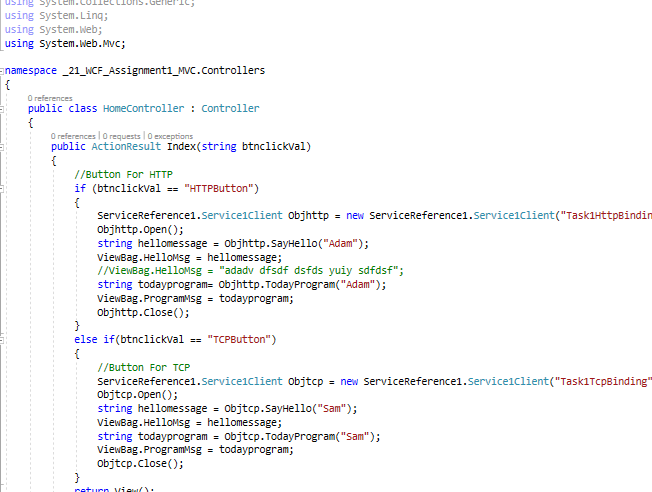 using System.Collections.Generic;
using System.Linq;
using System.Web;
using System.Web.Mvc;
namespace _21_WCF_Assignment1_MVC.Controllers
{
0 references
public class HomeController : Controller
{
0 references | 0 requests | 0 exceptions
public ActionResult Index(string btnclickVal)
{
//Button For HTTP
if (btnclickVal == "HTTPButton")
{
ServiceReference1.Service1Client Objhttp = new ServiceReference1.Service1Client("Task1HttpBindin
Objhttp.Open();
string hellomessage = Objhttp.SayHello("Adam");
ViewBag.HelloMsg = hellomessage;
//ViewBag.HelloMsg = "adadv dfsdf dsfds yuiy sdfdsf";
string todayprogram= Objhttp.TodayProgram("Adam");
ViewBag.ProgramMsg = todayprogram;
Objhttp.Close();
}
else if(btnclickVal == "TCPButton")
{
//Button For TCP
ServiceReference1.Service1Client Objtcp = new ServiceReference1.Service1Client("Task1TcpBinding"
Objtcp.Open();
string hellomessage = Objtcp.SayHello("Sam");
ViewBag.HelloMsg = hellomessage;
string todayprogram = Objtcp.TodayProgram("Sam");
ViewBag.ProgramMsg = todayprogram;
Objtcp.Close();
}
return View();